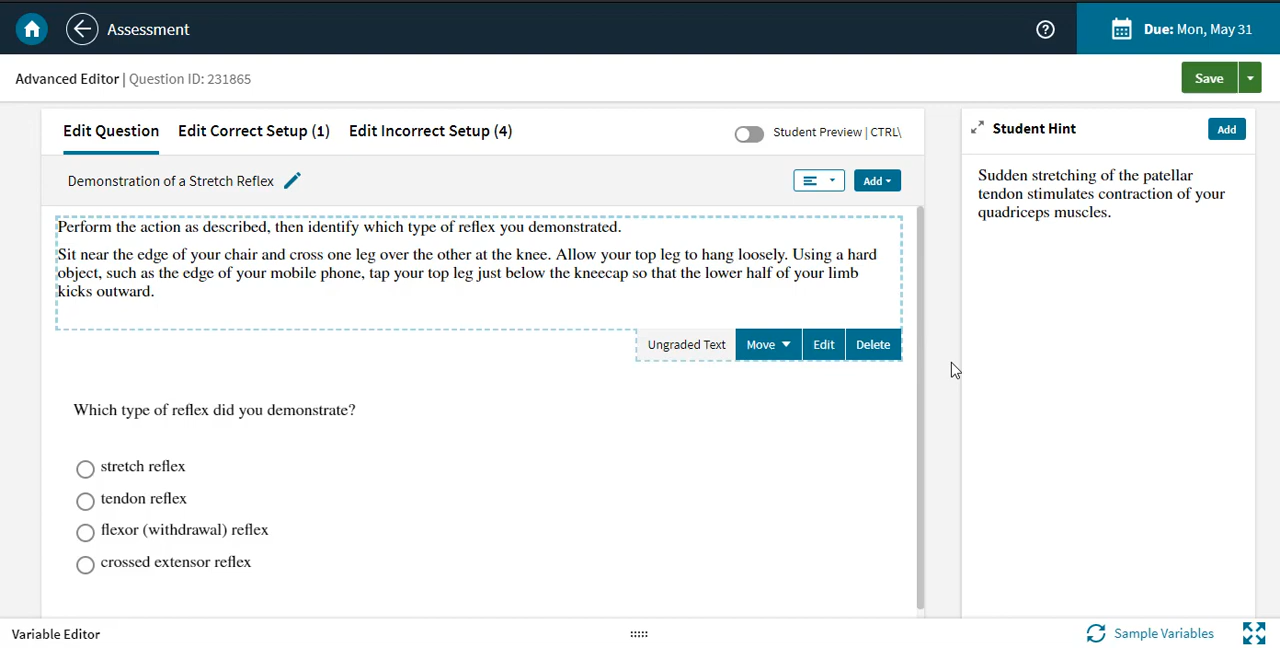 Assessment
Due: Mon, May 31
Advanced Editor | Question ID: 231865
Save
Edit Question
Edit Correct Setup (1)
Edit Incorrect Setup (4)
Student Preview | CTRL\
Demonstration of a Stretch Reflex
Add
Perform the action as described, then identify which type of reflex you demonstrated.
Sit near the edge of your chair and cross one leg over the other at the knee. Allow your top leg to hang loosely. Using a hard
object, such as the edge of your mobile phone, tap your top leg just below the kneecap so that the lower half of your limb
kicks outward.
Ungraded Text
Move
Edit
Delete
Which type of reflex did you demonstrate?
stretch reflex
tendon reflex
flexor (withdrawal) reflex
crossed extensor reflex
Student Hint
Add
Sudden stretching of the patellar
tendon stimulates contraction of your
quadriceps muscles.
Variable Editor
Sample Variables